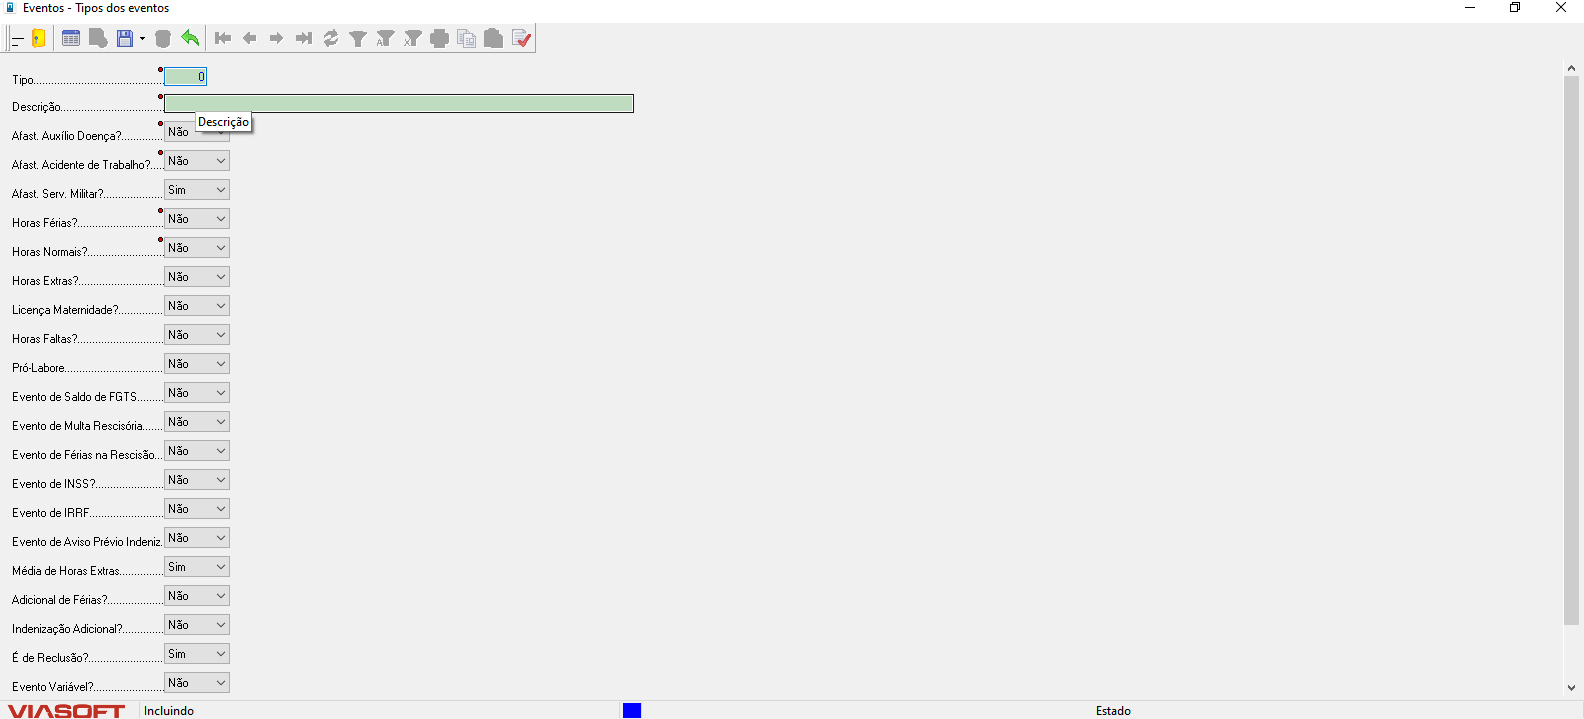 Eventos - Tipos dos eventos
Tipo 0
Descrição
Descrição
Afast. Auxílio Doença? Não
Afast. Acidente de Trabalho? Não
Afast. Serv. Militar? Sim
Horas Férias? Não
Horas Normais? Não
Horas Extras? Não
Licença Maternidade? Não
Horas Faltas? Não
Pró-Labore Não
Evento de Saldo de FGTS Não
Evento de Multa Rescisória Não
Evento de Férias na Rescisão Não
Evento de INSS? Não
Evento de IRRF Não
Evento de Aviso Prévio Indeniz. Não
Média de Horas Extras Sim
Adicional de Férias? Não
Indenização Adicional? Não
É de Reclusão? Sim
Evento Variável? Não
VIASOFT Incluindo Estado